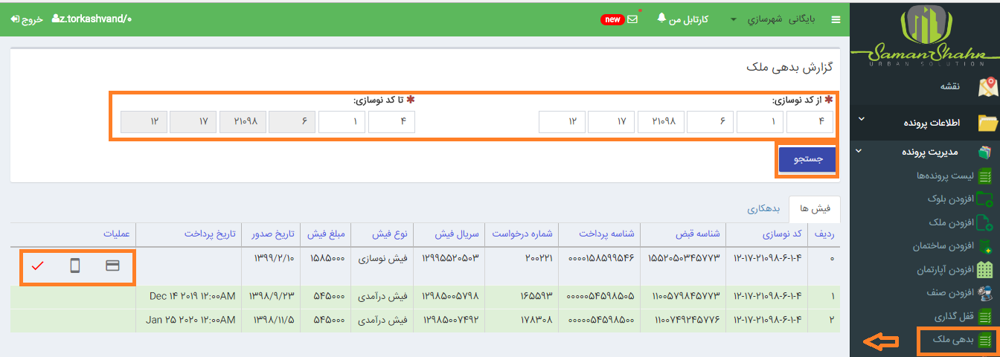 خروج z.torkashvand/۰ new کارتابل من بایگانی شهرسازي
SamanShahr
URBAN SOLUTION
نقشه
اطلاعات پرونده
مدیریت پرونده
لیست پرونده‌ها
افزودن بلوک
افزودن ملک
افزودن ساختمان
افزودن آپارتمان
افزودن صنف
قفل گذاری
بدهی ملک
گزارش بدهی ملک
* از کد نوسازی: * تا کد نوسازی:
۴ ۱ ۶ ۲۱۰۹۸ ۱۷ ۱۲ ۴ ۱ ۶ ۲۱۰۹۸ ۱۷ ۱۲
جستجو
فیش ها بدهکاری
ردیف کد نوسازی شناسه قبض شناسه پرداخت شماره درخواست سریال فیش نوع فیش مبلغ فیش تاریخ صدور تاریخ پرداخت عملیات
۰ ۱۲-۱۷-۲۱۰۹۸-۶-۱-۴ ۱۵۵۲۰۵۰۳۴۵۷۷۳ ۰۰۰۰۱۵۸۵۹۹۵۴۶ ۲۰۰۲۲۱ ۱۲۹۹۵۵۲۰۵۰۳ فیش نوسازی ۱۵۸۵۰۰۰ ۱۳۹۹/۲/۱۰
۱ ۱۲-۱۷-۲۱۰۹۸-۶-۱-۴ ۱۱۰۰۵۷۹۸۴۵۷۷۳ ۰۰۰۰۰۵۴۵۹۸۵۰۵ ۱۶۵۵۹۳ ۱۲۹۸۵۰۰۵۷۹۸ فیش درآمدی ۵۴۵۰۰۰ ۱۳۹۸/۹/۲۳ Dec ۱۴ ۲۰۱۹ ۱۲:۰۰AM
۲ ۱۲-۱۷-۲۱۰۹۸-۶-۱-۴ ۱۱۰۰۷۴۹۲۴۵۷۷۶ ۰۰۰۰۰۵۴۵۹۸۵۰۰ ۱۷۸۳۰۸ ۱۲۹۸۵۰۰۷۴۹۲ فیش درآمدی ۵۴۵۰۰۰ ۱۳۹۸/۱۱/۵ Jan ۲۵ ۲۰۲۰ ۱۲:۰۰AM